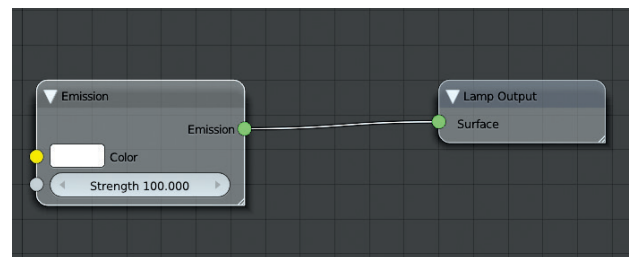 Emission
Emission
Color
Strength 100.000
Lamp Output
Surface